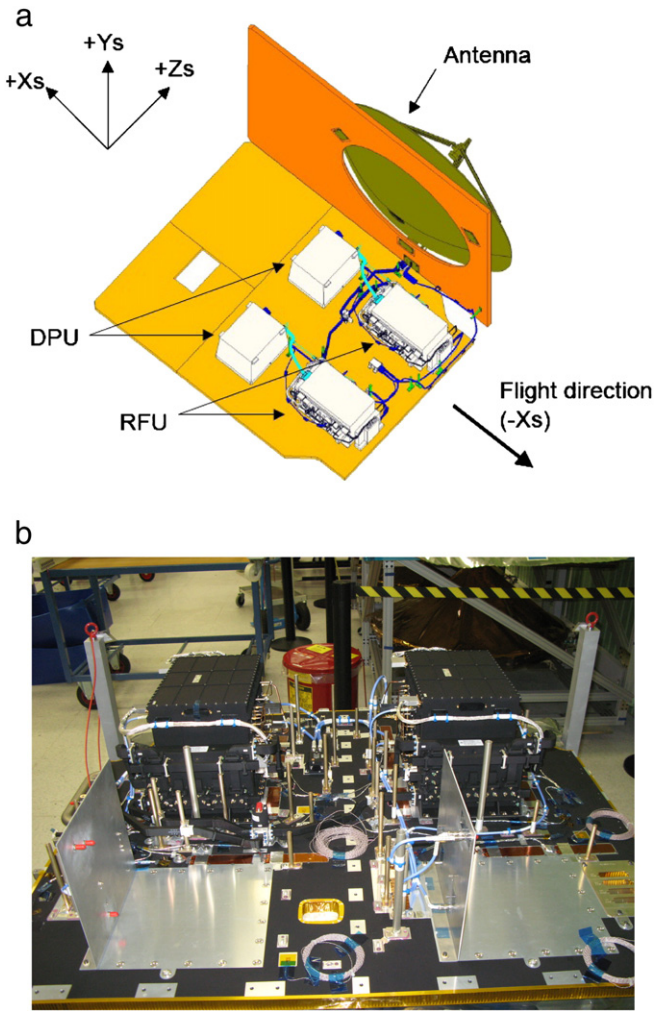 a
+Ys
+Xs
+Zs
Antenna
DPU
RFU
Flight direction
(-Xs)
b